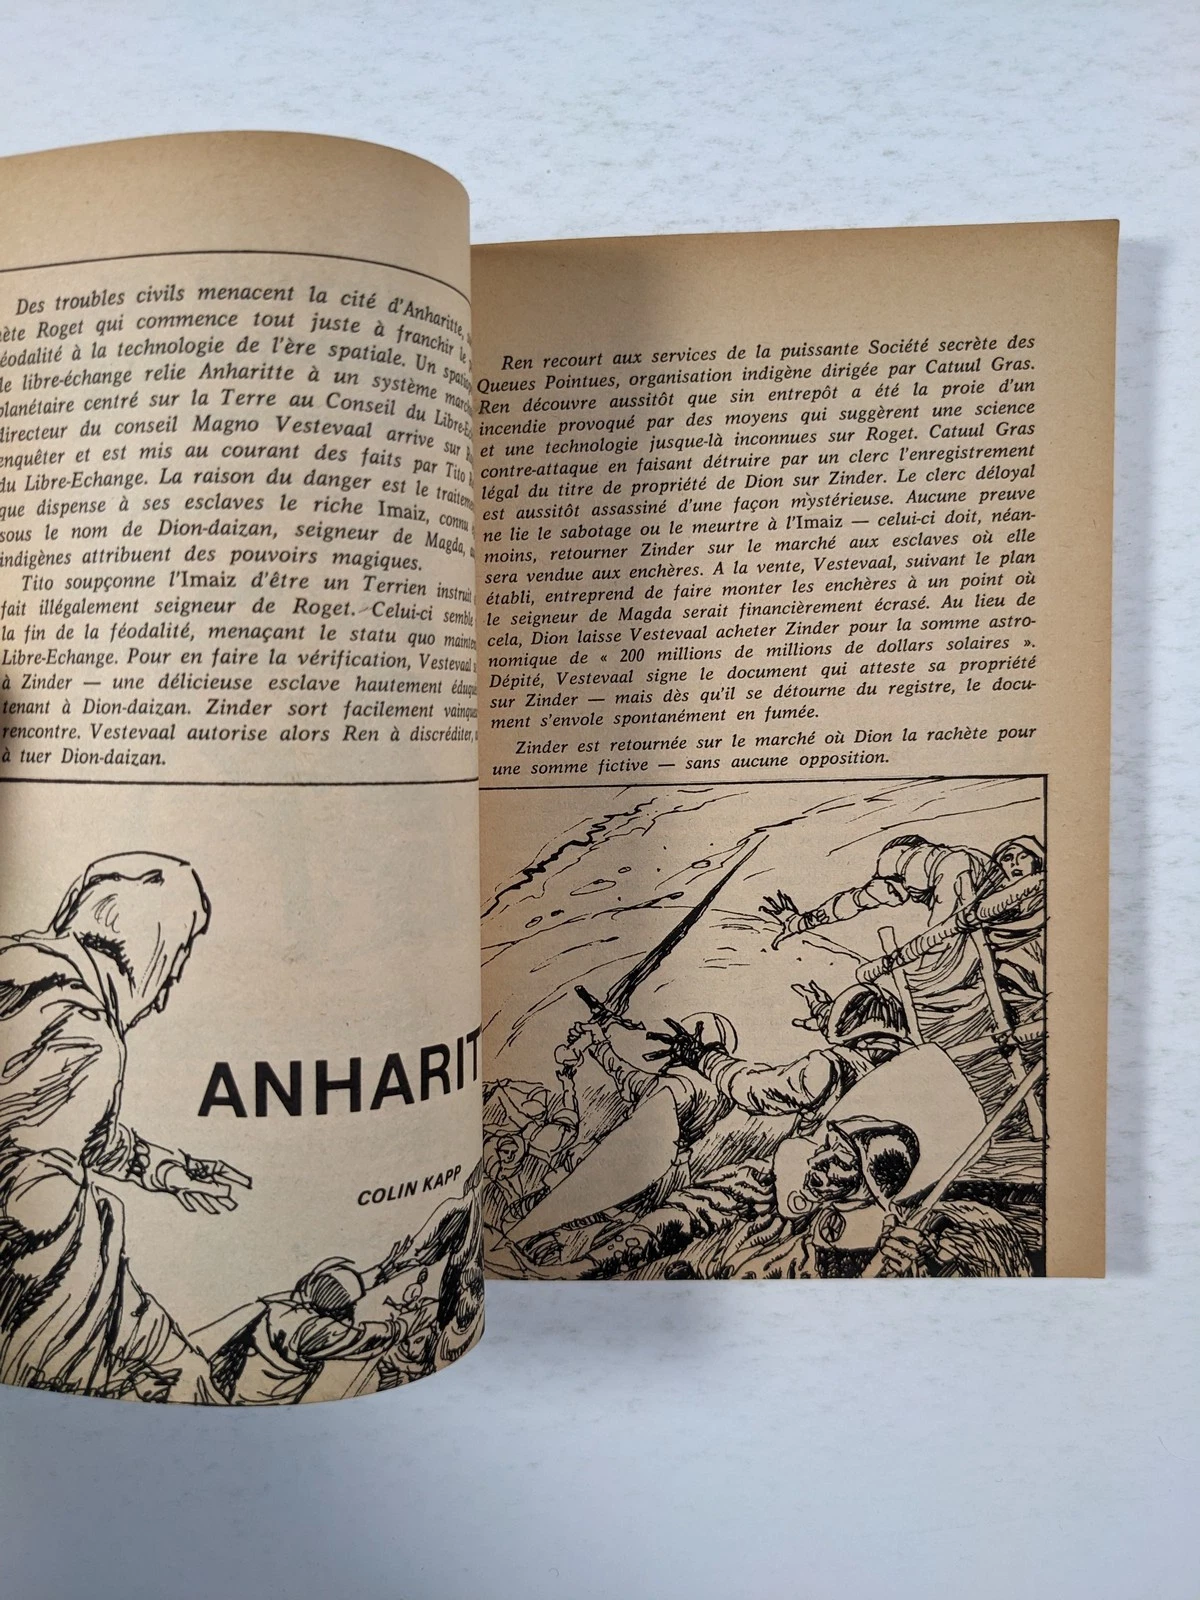 Des troubles civils menacent la cité d'Anharitte,
Roget qui commence tout juste à franchir le
à la technologie de l'ère spatiale. Un
de libre-échange relie Anharitte à un système
planétaire centré sur la Terre au Conseil du
directeur du conseil Magno Vestevaal arrive sur
enquêter et est mis au courant des faits par Tito
du Libre-Echange. La raison du danger est le
que dispense à ses esclaves le riche Imaiz, connu
sous le nom de Dion-daizan, seigneur de Magda,
indigènes attribuent des pouvoirs magiques.
Tito soupçonne l'Imaiz d'être un Terrien instruit
fait illégalement seigneur de Roget. Celui-ci semble
la fin de la féodalité, menaçant le statu quo
Libre-Echange. Pour en faire la vérification, Vestevaal
à Zinder — une délicieuse esclave hautement
tenant à Dion-daizan. Zinder sort facilement
rencontre. Vestevaal autorise alors Ren à discréditer,
à tuer Dion-daizan.
ANHARIT
COLIN KAPP
Ren recourt aux services de la puissante Société secrète des
Queues Pointues, organisation indigène dirigée par Catuul Gras.
Ren découvre aussitôt que sin entrepôt a été la proie d'un
incendie provoqué par des moyens qui suggèrent une science
et une technologie jusque-là inconnues sur Roget. Catuul Gras
contre-attaque en faisant détruire par un clerc l'enregistrement
légal du titre de propriété de Dion sur Zinder. Le clerc déloyal
est aussitôt assassiné d'une façon mystérieuse. Aucune preuve
ne lie le sabotage ou le meurtre à l'Imaiz — celui-ci doit, néan-
moins, retourner Zinder sur le marché aux esclaves où elle
sera vendue aux enchères. A la vente, Vestevaal, suivant le plan
établi, entreprend de faire monter les enchères à un point où
le seigneur de Magda serait financièrement écrasé. Au lieu de
cela, Dion laisse Vestevaal acheter Zinder pour la somme astro-
nomique de « 200 millions de millions de dollars solaires ».
Dépité, Vestevaal signe le document qui atteste sa propriété
sur Zinder — mais dès qu'il se détourne du registre, le docu-
ment s'envole spontanément en fumée.
Zinder est retournée sur le marché où Dion la rachète pour
une somme fictive — sans aucune opposition.